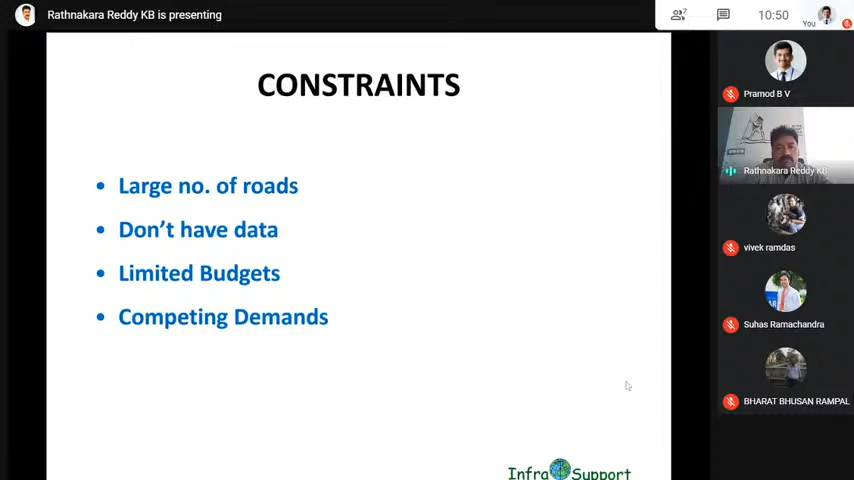 Rathnakara Reddy KB is presenting
7
10:50
You
CONSTRAINTS
• Large no. of roads
• Don't have data
• Limited Budgets
• Competing Demands
Infra Support
Pramod B V
Rathnakara Reddy KB
vivek ramdas
Suhas Ramachandra
BHARAT BHUSAN RAMPAL